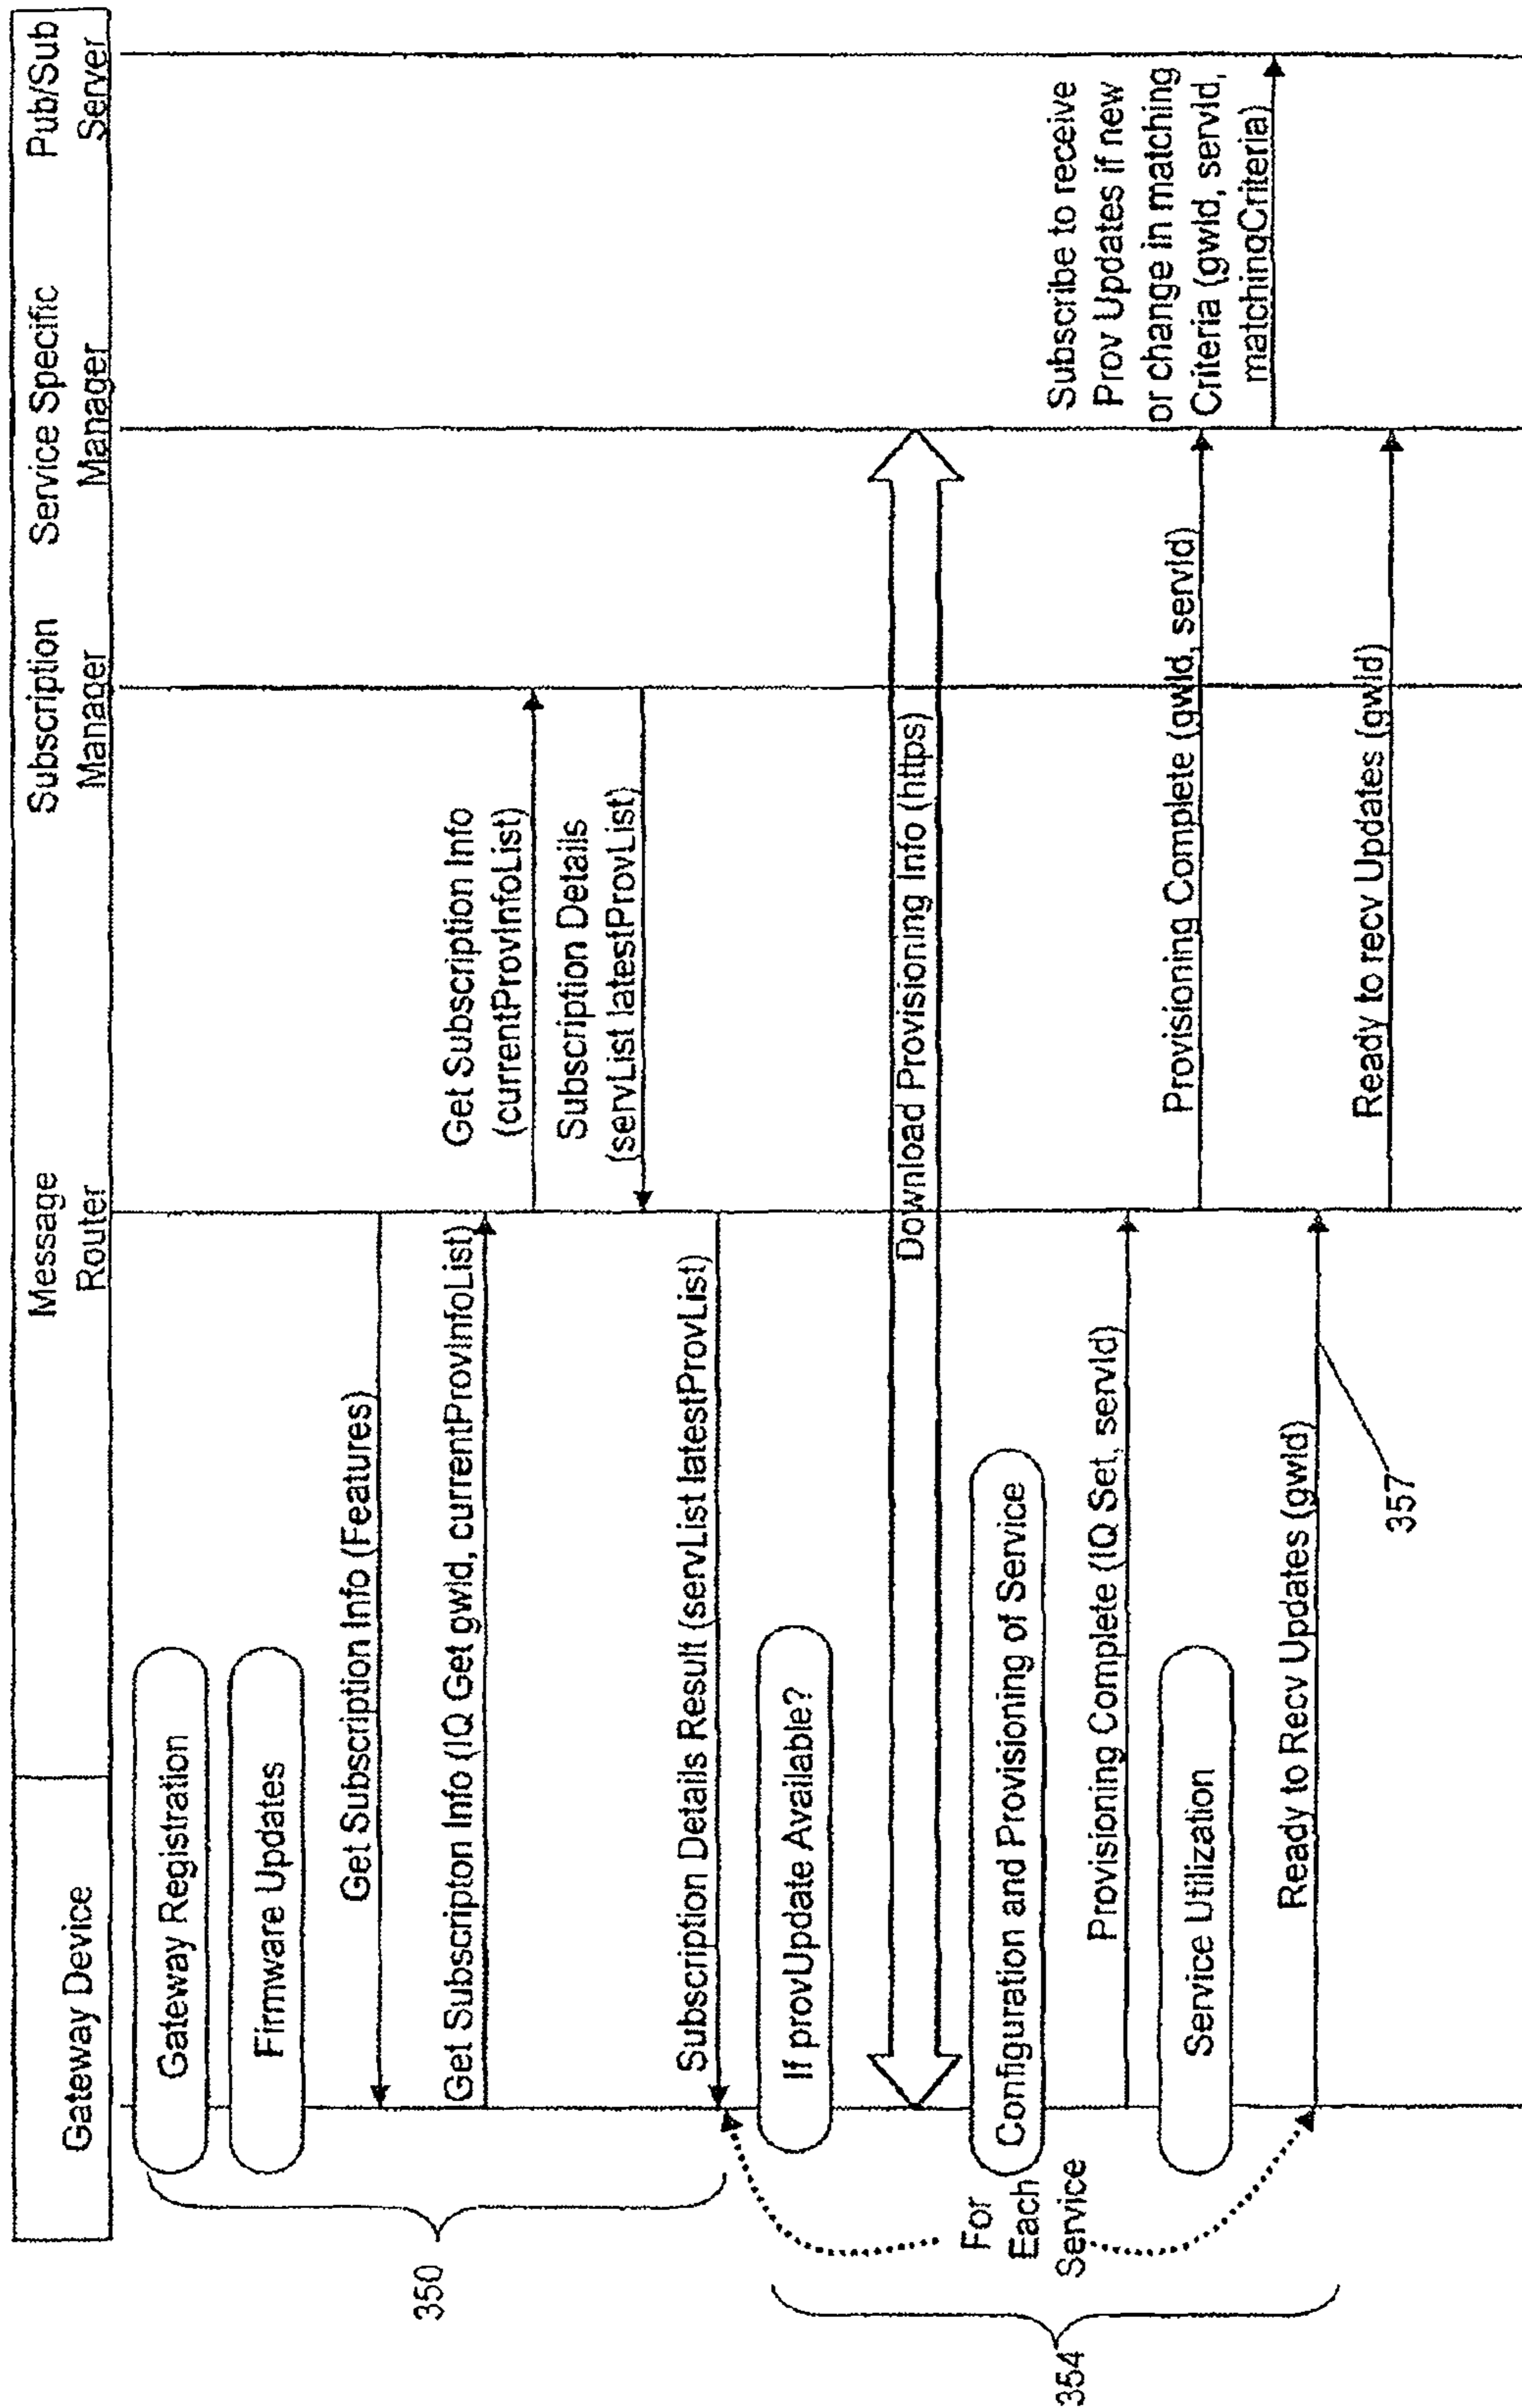 Gateway Device
Message
Router
Subscription
Manager
Service Specific
Manager
Pub/Sub
Server
Gateway Registration
Firmware Updates
Get Subscription Info (Features)
Get Subscripton Info (IQ Get gwId, currentProvInfoList)
Get Subscription Info
(currentProvInfoList)
Subscription Details
(servList latestProvList)
Subscription Details Result (servList latestProvList)
350
If provUpdate Available?
Download Provisioning Info (https)
Configuration and Provisioning of Service
For
Each
Service
Provisioning Complete (IQ Set, servId)
Provisioning Complete (gwId, servId)
Subscribe to receive
Prov Updates if new
or change in matching
Criteria (gwId, servId,
matchingCriteria)
Service Utilization
Ready to Recv Updates (gwId)
Ready to recv Updates (gwId)
354
357